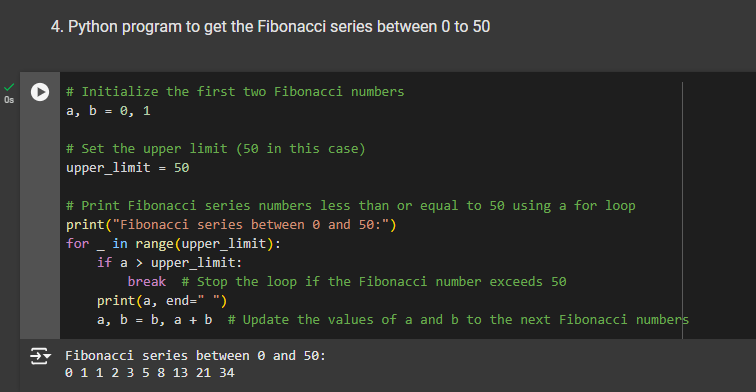 4. Python program to get the Fibonacci series between 0 to 50
# Initialize the first two Fibonacci numbers
0s
a, b = 0, 1
# Set the upper limit (50 in this case)
upper_limit = 50
# Print Fibonacci series numbers less than or equal to 50 using a for loop
print("Fibonacci series between 0 and 50:")
for _ in range(upper_limit):
    if a > upper_limit:
        break  # Stop the loop if the Fibonacci number exceeds 50
    print(a, end=" ")
    a, b = b, a + b  # Update the values of a and b to the next Fibonacci numbers
Fibonacci series between 0 and 50:
0 1 1 2 3 5 8 13 21 34